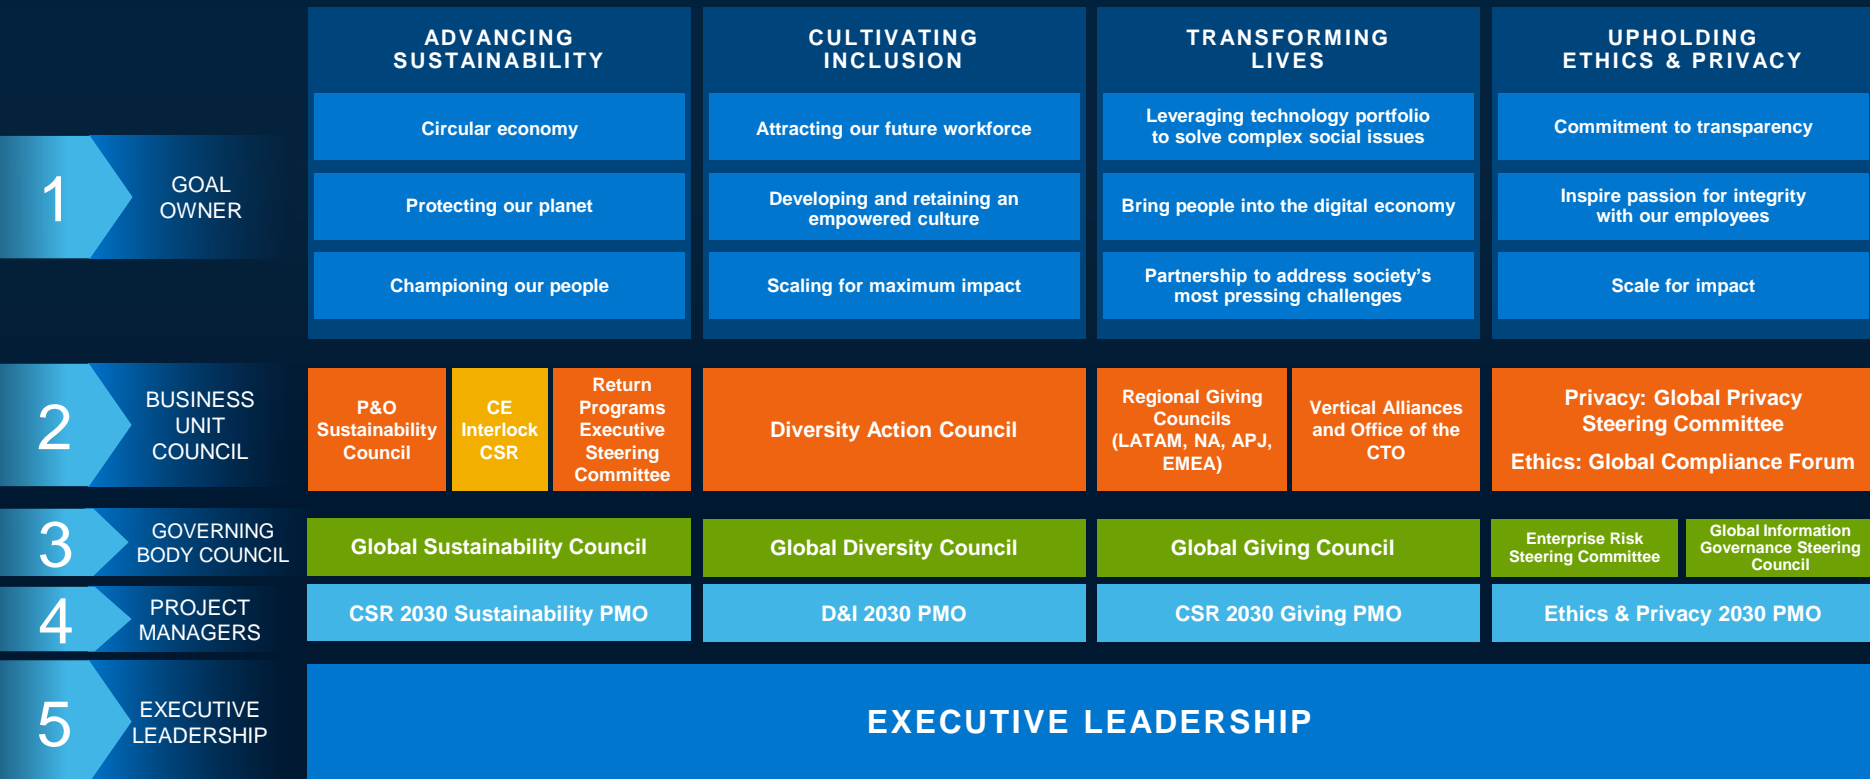 ADVANCING
SUSTAINABILITY
CULTIVATING
INCLUSION
TRANSFORMING
LIVES
UPHOLDING
ETHICS & PRIVACY
1
GOAL
OWNER
Circular economy
Attracting our future workforce
Leveraging technology portfolio
to solve complex social issues
Commitment to transparency
Protecting our planet
Developing and retaining an
empowered culture
Bring people into the digital economy
Inspire passion for integrity
with our employees
Championing our people
Scaling for maximum impact
Partnership to address society’s
most pressing challenges
Scale for impact
2
BUSINESS
UNIT
COUNCIL
P&O
Sustainability
Council
CE
Interlock
CSR
Return
Programs
Executive
Steering
Committee
Diversity Action Council
Regional Giving
Councils
(LATAM, NA, APJ,
EMEA)
Vertical Alliances
and Office of the
CTO
Privacy: Global Privacy
Steering Committee
Ethics: Global Compliance Forum
3
GOVERNING
BODY COUNCIL
Global Sustainability Council
Global Diversity Council
Global Giving Council
Enterprise Risk
Steering Committee
Global Information
Governance Steering
Council
4
PROJECT
MANAGERS
CSR 2030 Sustainability PMO
D&I 2030 PMO
CSR 2030 Giving PMO
Ethics & Privacy 2030 PMO
5
EXECUTIVE
LEADERSHIP
EXECUTIVE LEADERSHIP